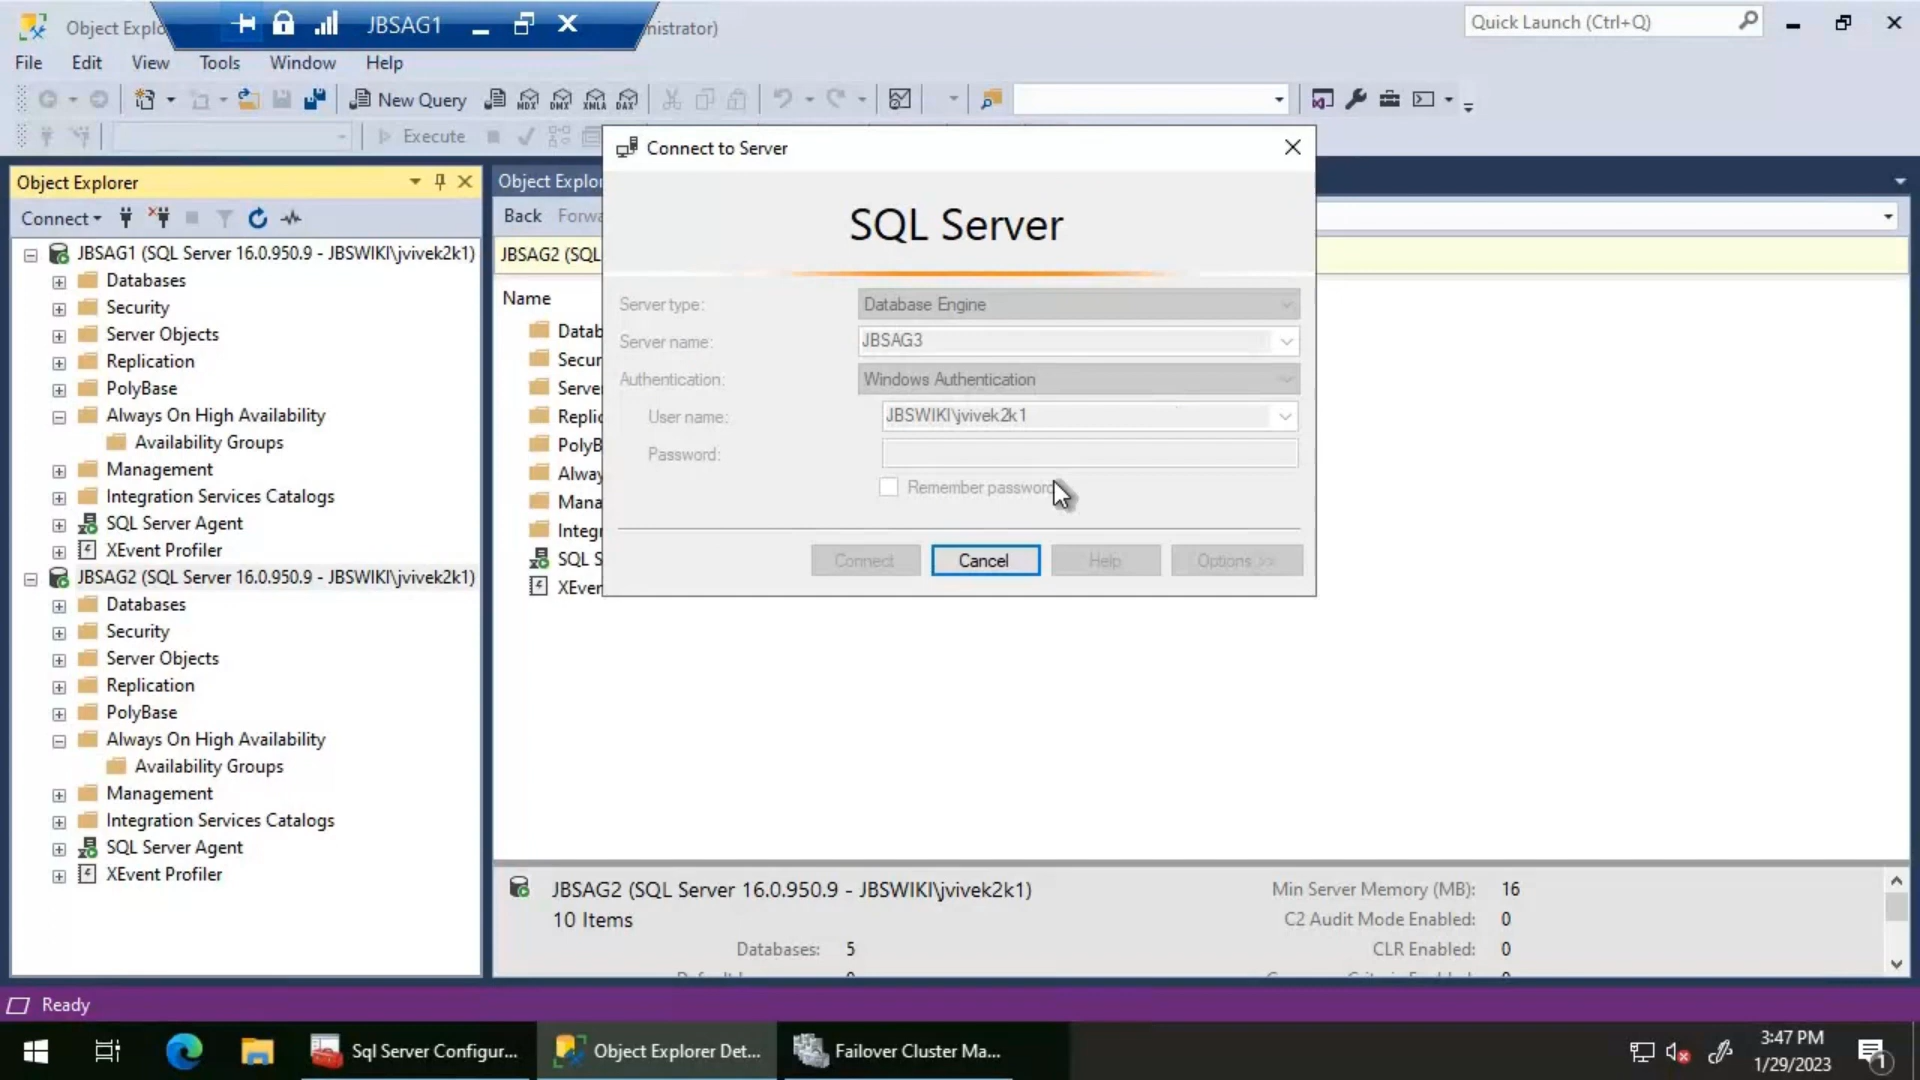 Object Explo
JBSAG1
nistrator)
Quick Launch (Ctrl+Q)
File Edit View Tools Window Help
New Query
MDX DMX XMLA DAX
Execute
Object Explorer
Connect
JBSAG1 (SQL Server 16.0.950.9 - JBSWIKI\jvivek2k1)
Databases
Security
Server Objects
Replication
PolyBase
Always On High Availability
Availability Groups
Management
Integration Services Catalogs
SQL Server Agent
XEvent Profiler
JBSAG2 (SQL Server 16.0.950.9 - JBSWIKI\jvivek2k1)
Databases
Security
Server Objects
Replication
PolyBase
Always On High Availability
Availability Groups
Management
Integration Services Catalogs
SQL Server Agent
XEvent Profiler
Object Explor
Back Forwa
JBSAG2 (SQL
Name
Datab
Secur
Server
Replic
PolyB
Alway
Mana
Integr
SQL S
XEven
Connect to Server
SQL Server
Server type: Database Engine
Server name: JBSAG3
Authentication: Windows Authentication
User name: JBSWIKI\jvivek2k1
Password:
Remember password
Connect Cancel Help Options >>
JBSAG2 (SQL Server 16.0.950.9 - JBSWIKI\jvivek2k1)
10 Items
Databases: 5
Min Server Memory (MB): 16
C2 Audit Mode Enabled: 0
CLR Enabled: 0
Ready
Sql Server Configur...
Object Explorer Det...
Failover Cluster Ma...
3:47 PM
1/29/2023
1